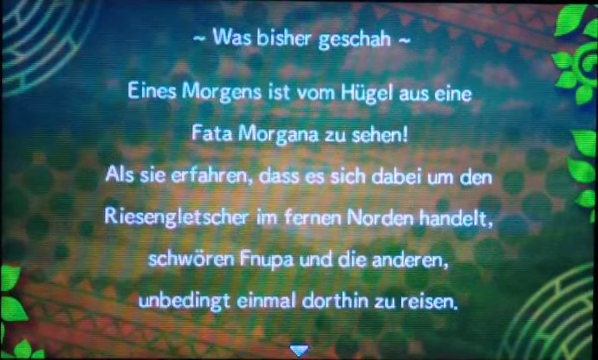 ~ Was bisher geschah ~
Eines Morgens ist vom Hügel aus eine
Fata Morgana zu sehen!
Als sie erfahren, dass es sich dabei um den
Riesengletscher im fernen Norden handelt,
schwören Fnupa und die anderen,
unbedingt einmal dorthin zu reisen.